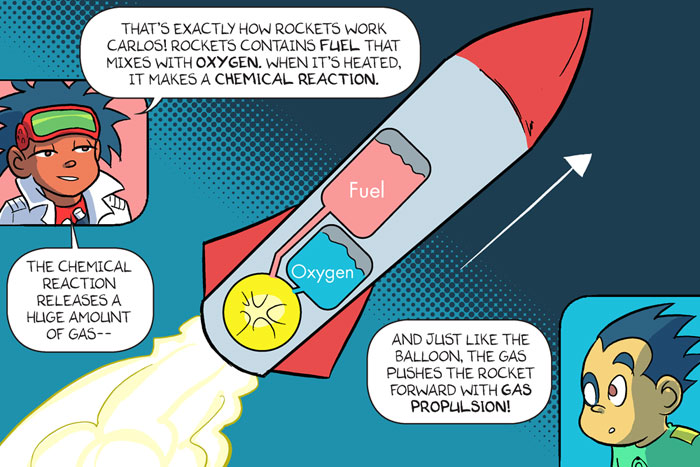 THAT'S EXACTLY HOW ROCKETS WORK
CARLOS! ROCKETS CONTAINS FUEL THAT
MIXES WITH OXYGEN. WHEN IT'S HEATED,
IT MAKES A CHEMICAL REACTION.
Fuel
Oxygen
THE CHEMICAL
REACTION
RELEASES A
HUGE AMOUNT
OF GAS--
AND JUST LIKE THE
BALLOON, THE GAS
PUSHES THE ROCKET
FORWARD WITH GAS
PROPULSION!